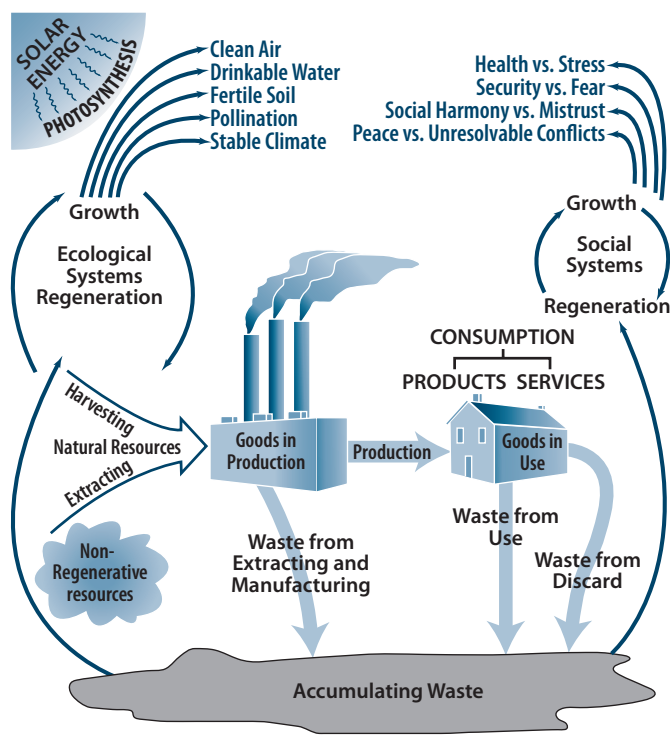 SOLAR
ENERGY
PHOTOSYNTHESIS
Clean Air
Drinkable Water
Fertile Soil
Pollination
Stable Climate
Health vs. Stress
Security vs. Fear
Social Harmony vs. Mistrust
Peace vs. Unresolvable Conflicts
Growth
Ecological
Systems
Regeneration
Growth
Social
Systems
Regeneration
CONSUMPTION
PRODUCTS SERVICES
Harvesting
Natural Resources
Extracting
Goods in
Production
Production
Goods in
Use
Non-
Regenerative
resources
Waste from
Extracting and
Manufacturing
Waste from
Use
Waste from
Discard
Accumulating Waste